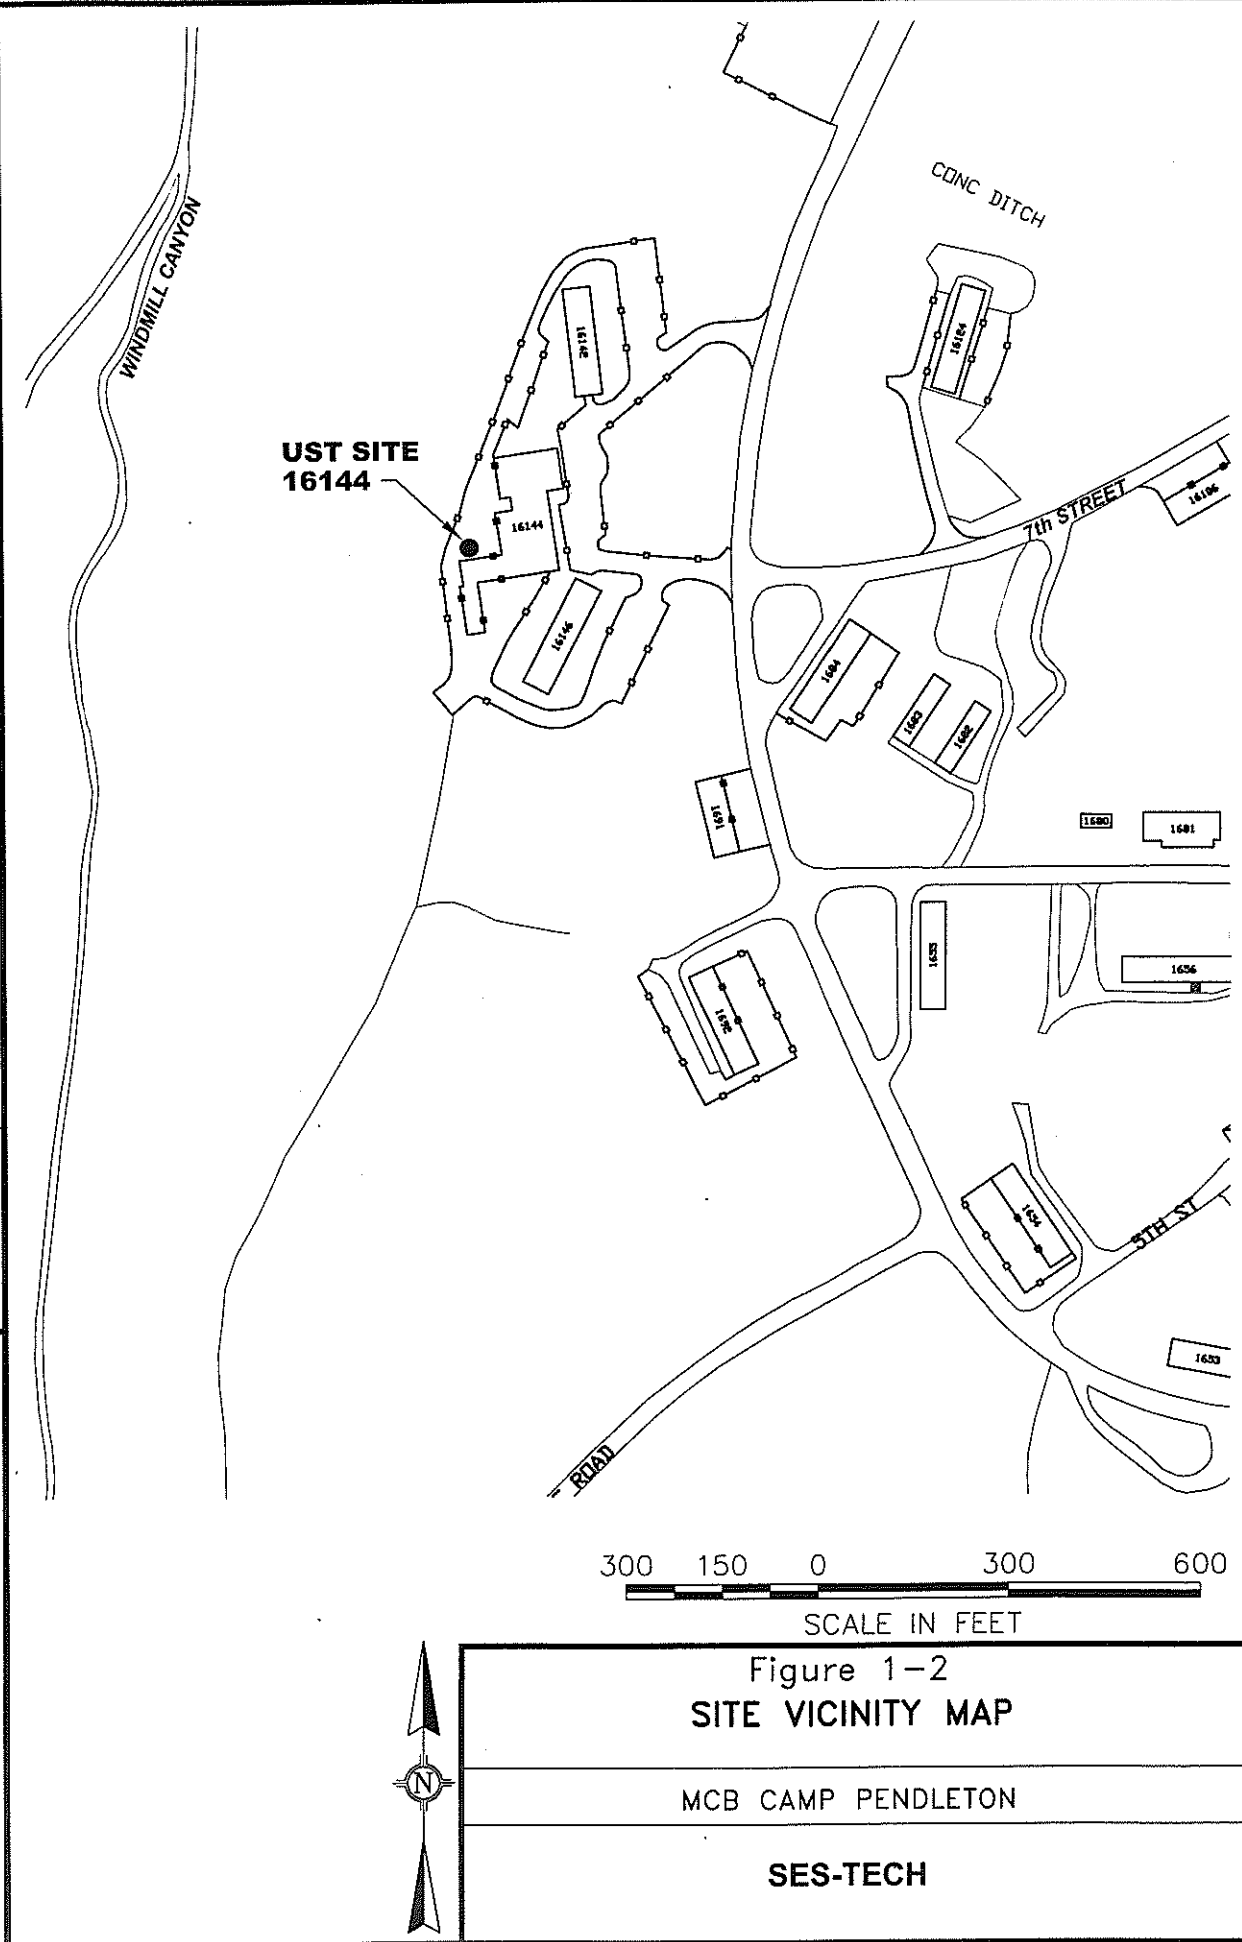 CONC DITCH
WINDMILL CANYON
16142
16184
UST SITE
16144
16144
7th STREET
16186
16146
1684
1683
1682
1691
1680
1681
1655
1656
1692
1654
5TH ST
1653
ROAD
300 150 0 300 600
SCALE IN FEET
Figure 1-2
SITE VICINITY MAP
N
MCB CAMP PENDLETON
SES-TECH